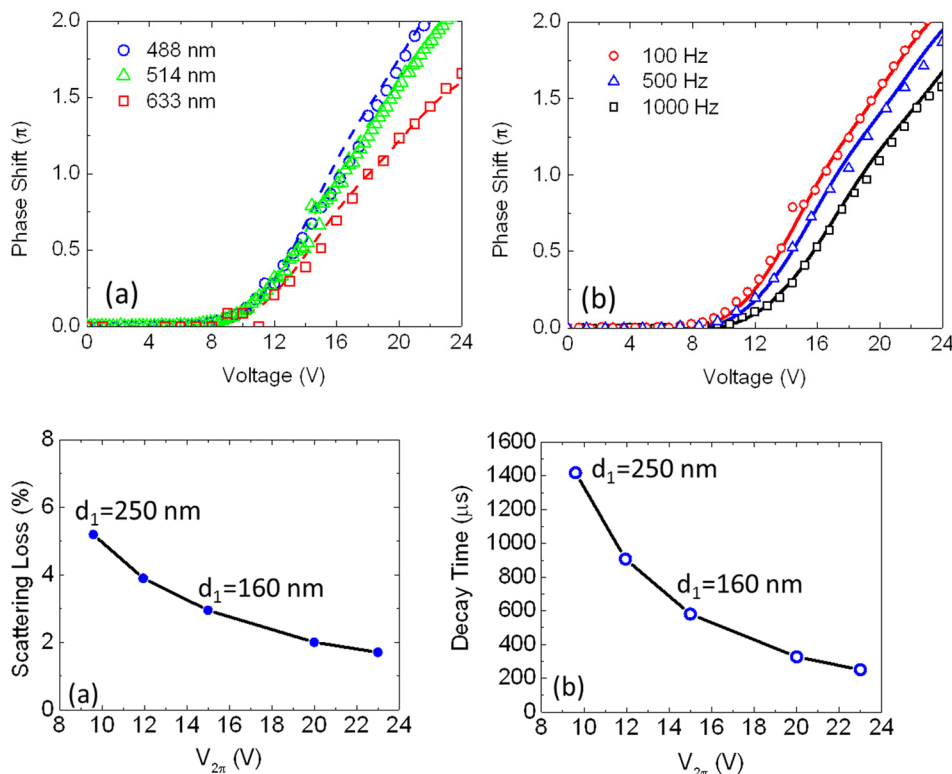 2.0
1.5
1.0
0.5
0.0
Phase Shift (π)
488 nm
514 nm
633 nm
(a)
0 4 8 12 16 20 24
Voltage (V)
2.0
1.5
1.0
0.5
0.0
Phase Shift (π)
100 Hz
500 Hz
1000 Hz
(b)
0 4 8 12 16 20 24
Voltage (V)
8
6
4
2
0
Scattering Loss (%)
d₁=250 nm
d₁=160 nm
(a)
8 10 12 14 16 18 20 22 24
V₂π (V)
1600
1400
1200
1000
800
600
400
200
0
Decay Time (µs)
d₁=250 nm
d₁=160 nm
(b)
8 10 12 14 16 18 20 22 24
V₂π (V)